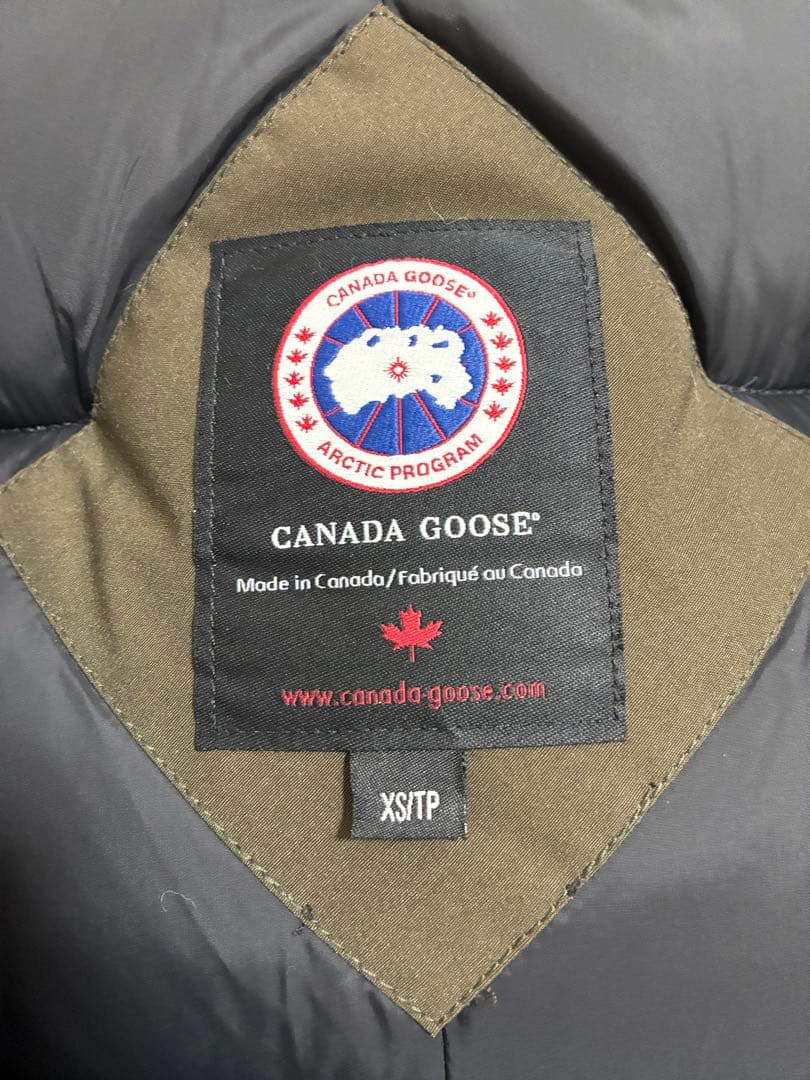 CANADA GOOSE®
ARCTIC PROGRAM
CANADA GOOSE®
Made in Canada/Fabriqué au Canada
www.canada-goose.com
XS/TP